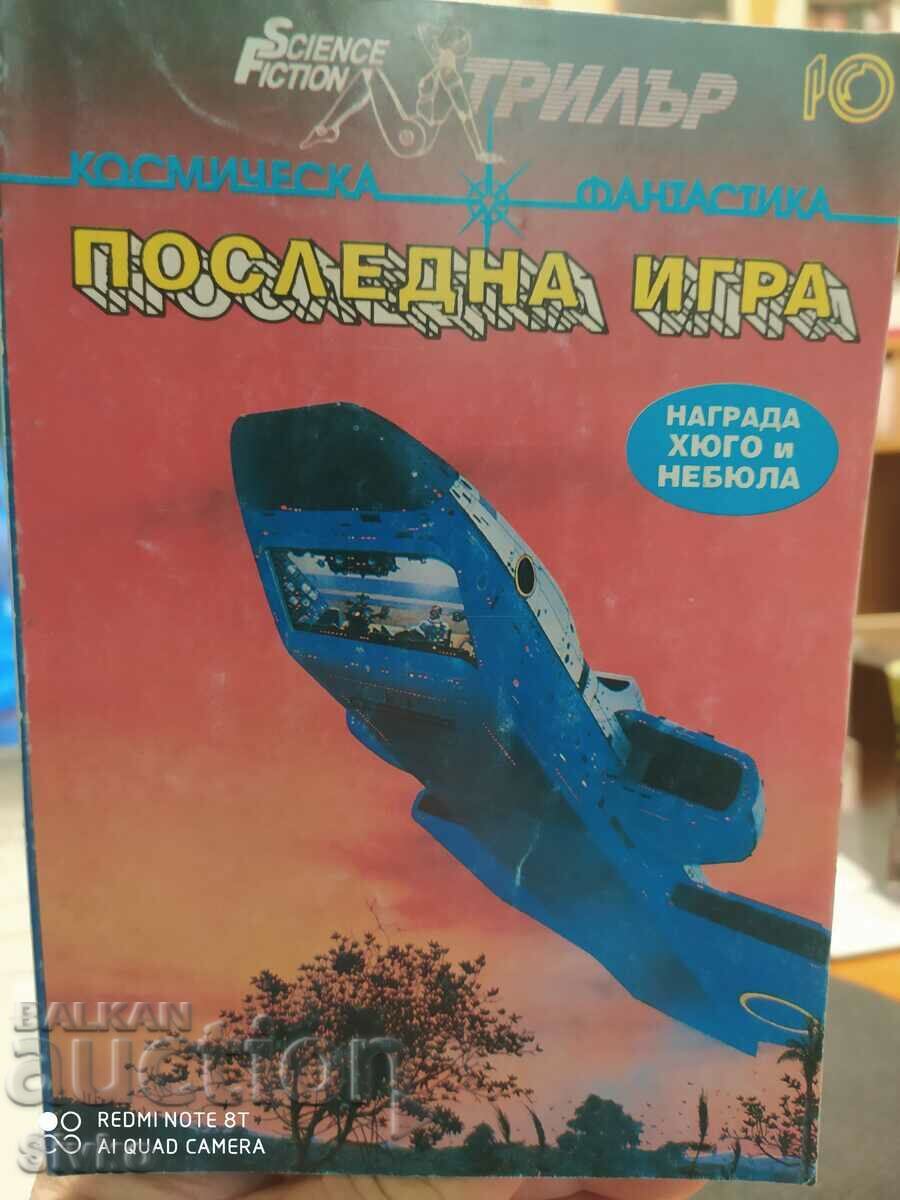 SCIENCE
FICTION
ТРИЛЪР
10
КОСМИЧЕСКА ФАНТАСТИКА
ПОСЛЕДНА ИГРА
НАГРАДА
ХЮГО и
НЕБЮЛА
BALKAN
auction
REDMI NOTE 8T
AI QUAD CAMERA